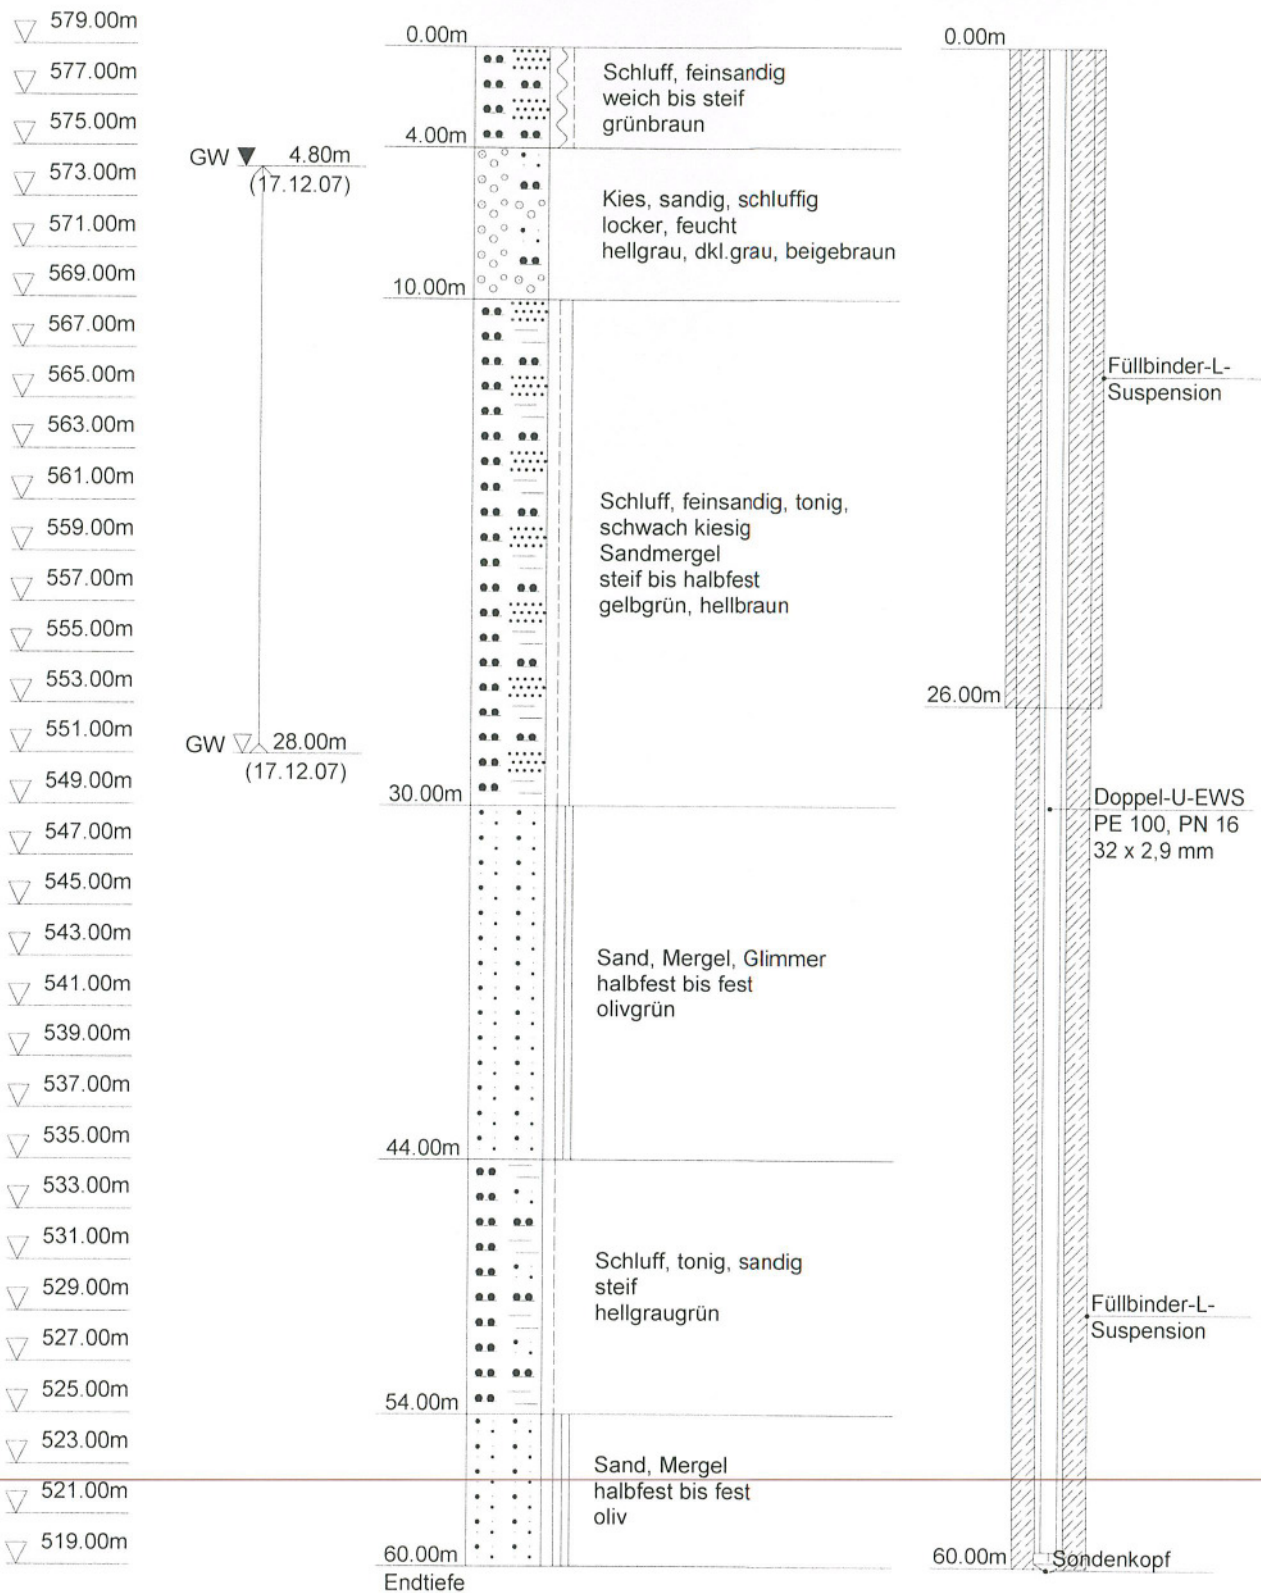 579.00m
577.00m
575.00m
573.00m
571.00m
569.00m
567.00m
565.00m
563.00m
561.00m
559.00m
557.00m
555.00m
553.00m
551.00m
549.00m
547.00m
545.00m
543.00m
541.00m
539.00m
537.00m
535.00m
533.00m
531.00m
529.00m
527.00m
525.00m
523.00m
521.00m
519.00m
GW 4.80m
(17.12.07)
GW 28.00m
(17.12.07)
0.00m
Schluff, feinsandig
weich bis steif
grünbraun
4.00m
Kies, sandig, schluffig
locker, feucht
hellgrau, dkl.grau, beigebraun
10.00m
Schluff, feinsandig, tonig,
schwach kiesig
Sandmergel
steif bis halbfest
gelbgrün, hellbraun
30.00m
Sand, Mergel, Glimmer
halbfest bis fest
olivgrün
44.00m
Schluff, tonig, sandig
steif
hellgraugrün
54.00m
Sand, Mergel
halbfest bis fest
oliv
60.00m
Endtiefe
0.00m
Füllbinder-L-
Suspension
26.00m
Doppel-U-EWS
PE 100, PN 16
32 x 2,9 mm
Füllbinder-L-
Suspension
60.00m
Sondenkopf